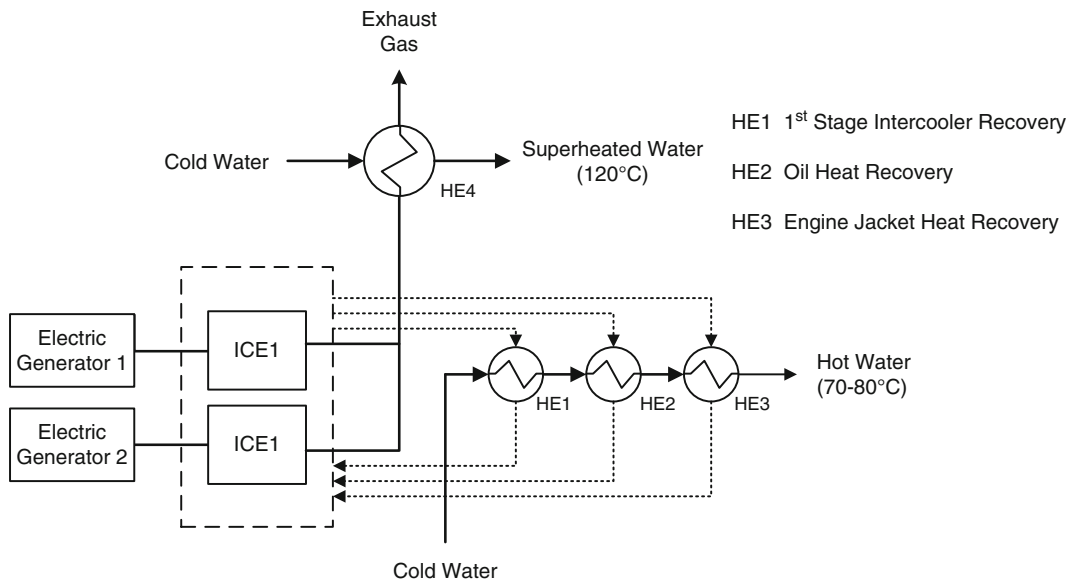 Exhaust
Gas
HE1 1st Stage Intercooler Recovery
Cold Water
Superheated Water
(120°C)
HE4
HE2 Oil Heat Recovery
HE3 Engine Jacket Heat Recovery
Electric
Generator 1
ICE1
Hot Water
(70-80°C)
HE1
HE2
HE3
Electric
Generator 2
ICE1
Cold Water